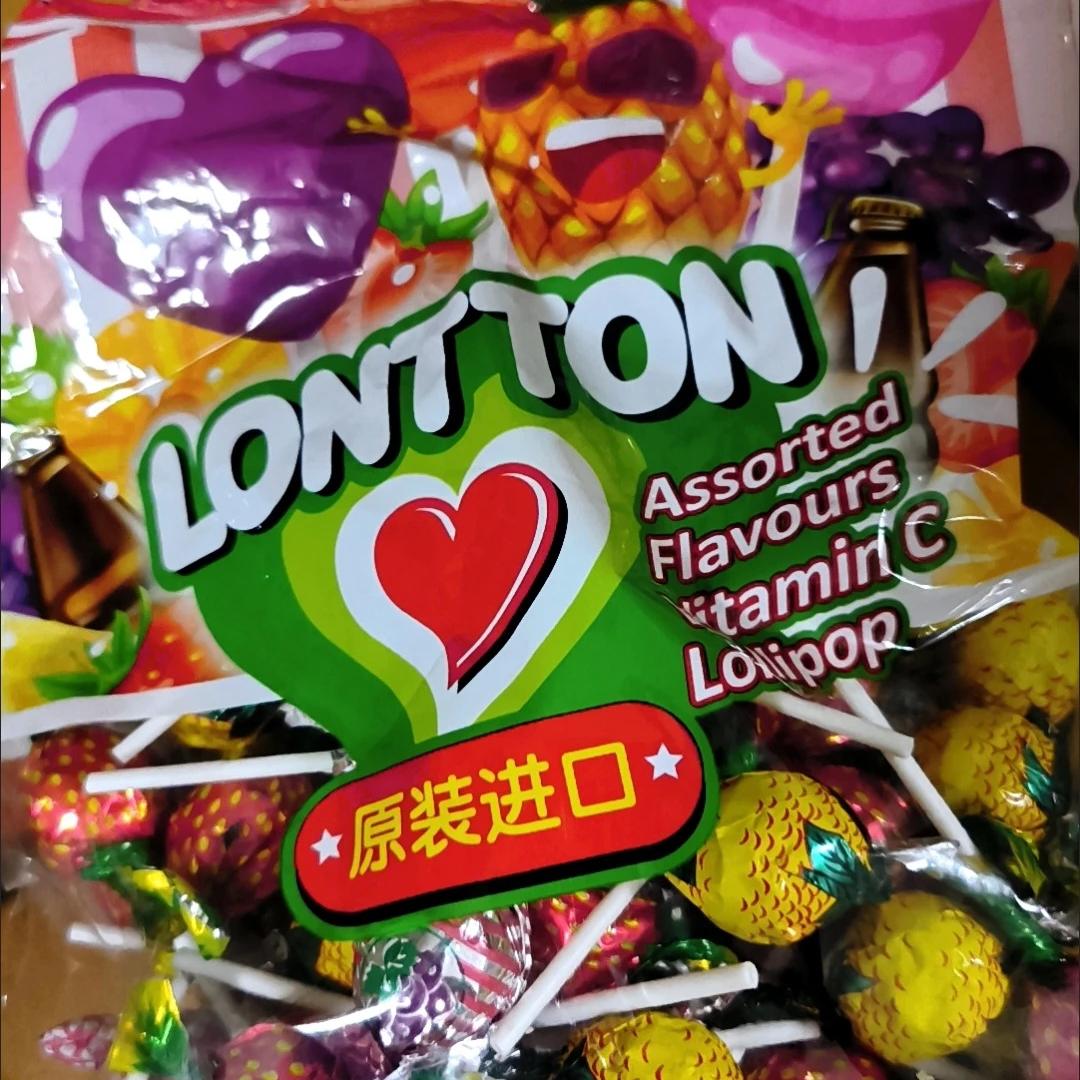 LONTTON
Assorted
Flavours
Vitamin C
Lollipop
原装进口